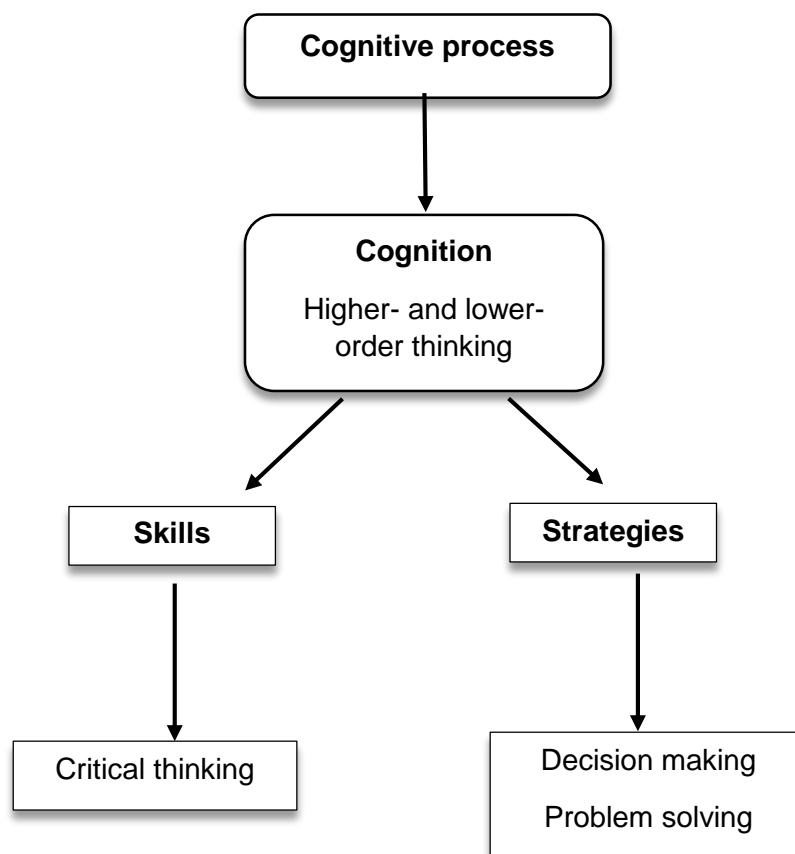 Cognitive process
Cognition
Higher- and lower-
order thinking
Skills
Strategies
Critical thinking
Decision making
Problem solving